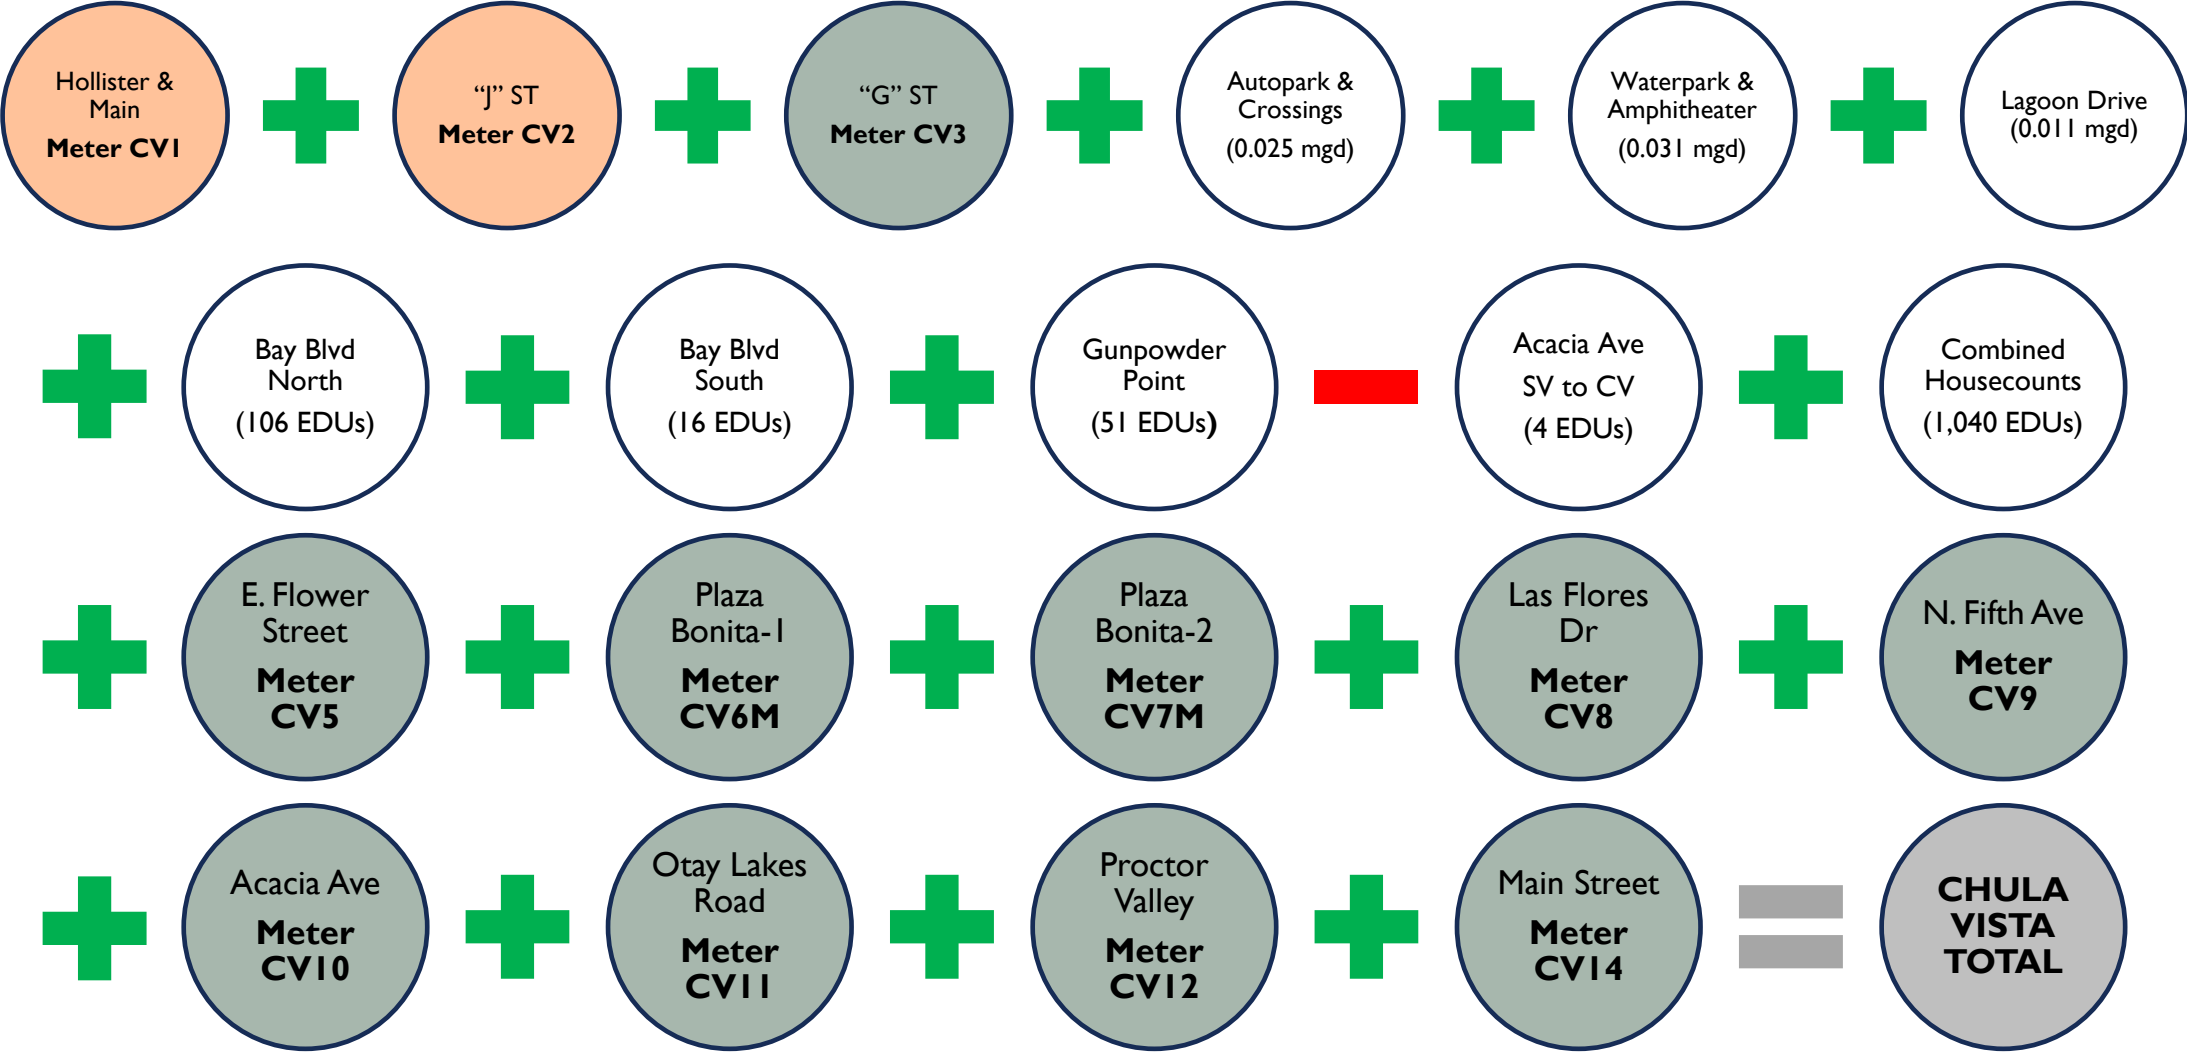 Hollister &
Main
Meter CV1
“J” ST
Meter CV2
“G” ST
Meter CV3
Autopark &
Crossings
(0.025 mgd)
Waterpark &
Amphitheater
(0.031 mgd)
Lagoon Drive
(0.011 mgd)
Bay Blvd
North
(106 EDUs)
Bay Blvd
South
(16 EDUs)
Gunpowder
Point
(51 EDUs)
Acacia Ave
SV to CV
(4 EDUs)
Combined
Housecounts
(1,040 EDUs)
E. Flower
Street
Meter
CV5
Plaza
Bonita-1
Meter
CV6M
Plaza
Bonita-2
Meter
CV7M
Las Flores
Dr
Meter
CV8
N. Fifth Ave
Meter
CV9
Acacia Ave
Meter
CV10
Otay Lakes
Road
Meter
CV11
Proctor
Valley
Meter
CV12
Main Street
Meter
CV14
CHULA
VISTA
TOTAL